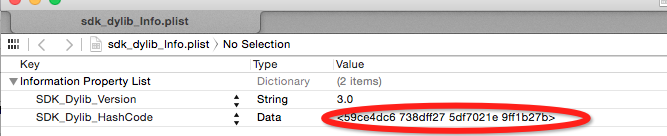 sdk_dylib_Info.plist
sdk_dylib_Info.plist No Selection
Key Type Value
Information Property List Dictionary (2 items)
SDK_Dylib_Version String 3.0
SDK_Dylib_HashCode Data <59ce4dc6 738dff27 5df7021e 9ff1b27b>